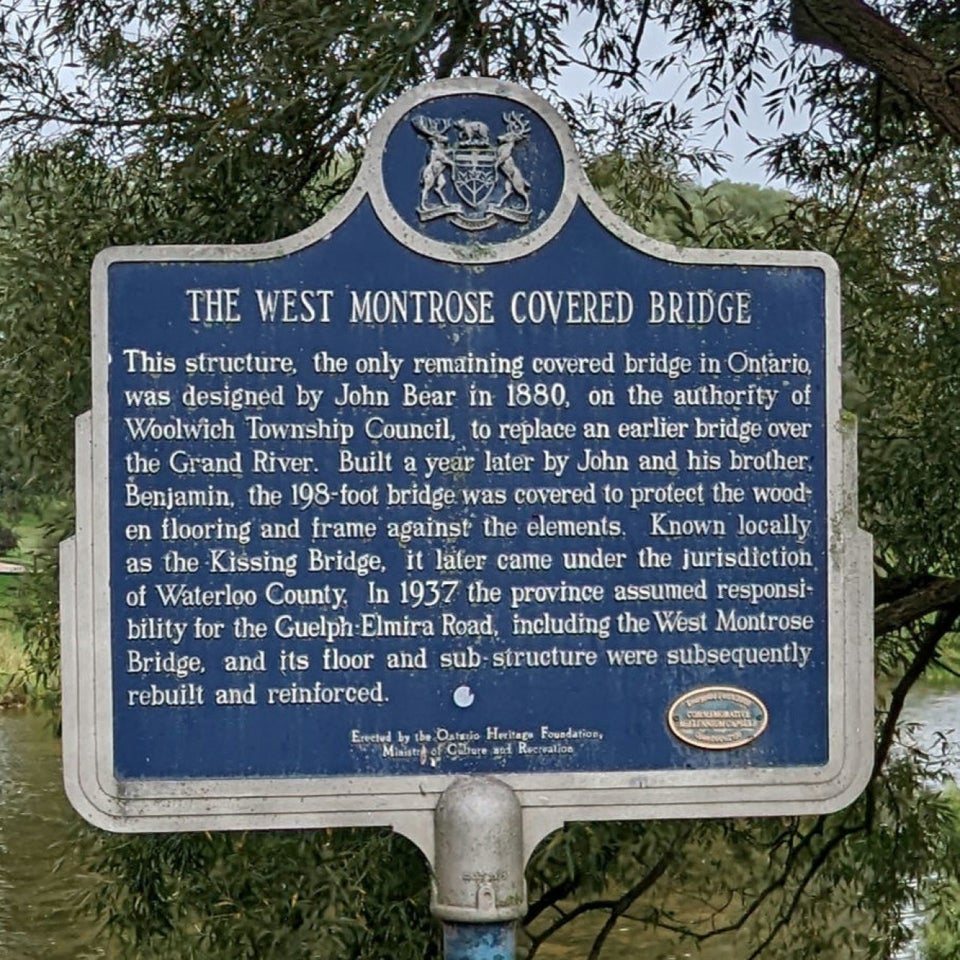 THE WEST MONTROSE COVERED BRIDGE
This structure, the only remaining covered bridge in Ontario,
was designed by John Bear in 1880, on the authority of
Woolwich Township Council, to replace an earlier bridge over
the Grand River. Built a year later by John and his brother,
Benjamin, the 198-foot bridge was covered to protect the wood-
en flooring and frame against the elements. Known locally
as the Kissing Bridge, it later came under the jurisdiction
of Waterloo County. In 1937 the province assumed responsi-
bility for the Guelph-Elmira Road, including the West Montrose
Bridge, and its floor and sub-structure were subsequently
rebuilt and reinforced.
Erected by the Ontario Heritage Foundation,
Ministry of Culture and Recreation
COMMEMORATIVE
MILLENNIUM CAPSULE